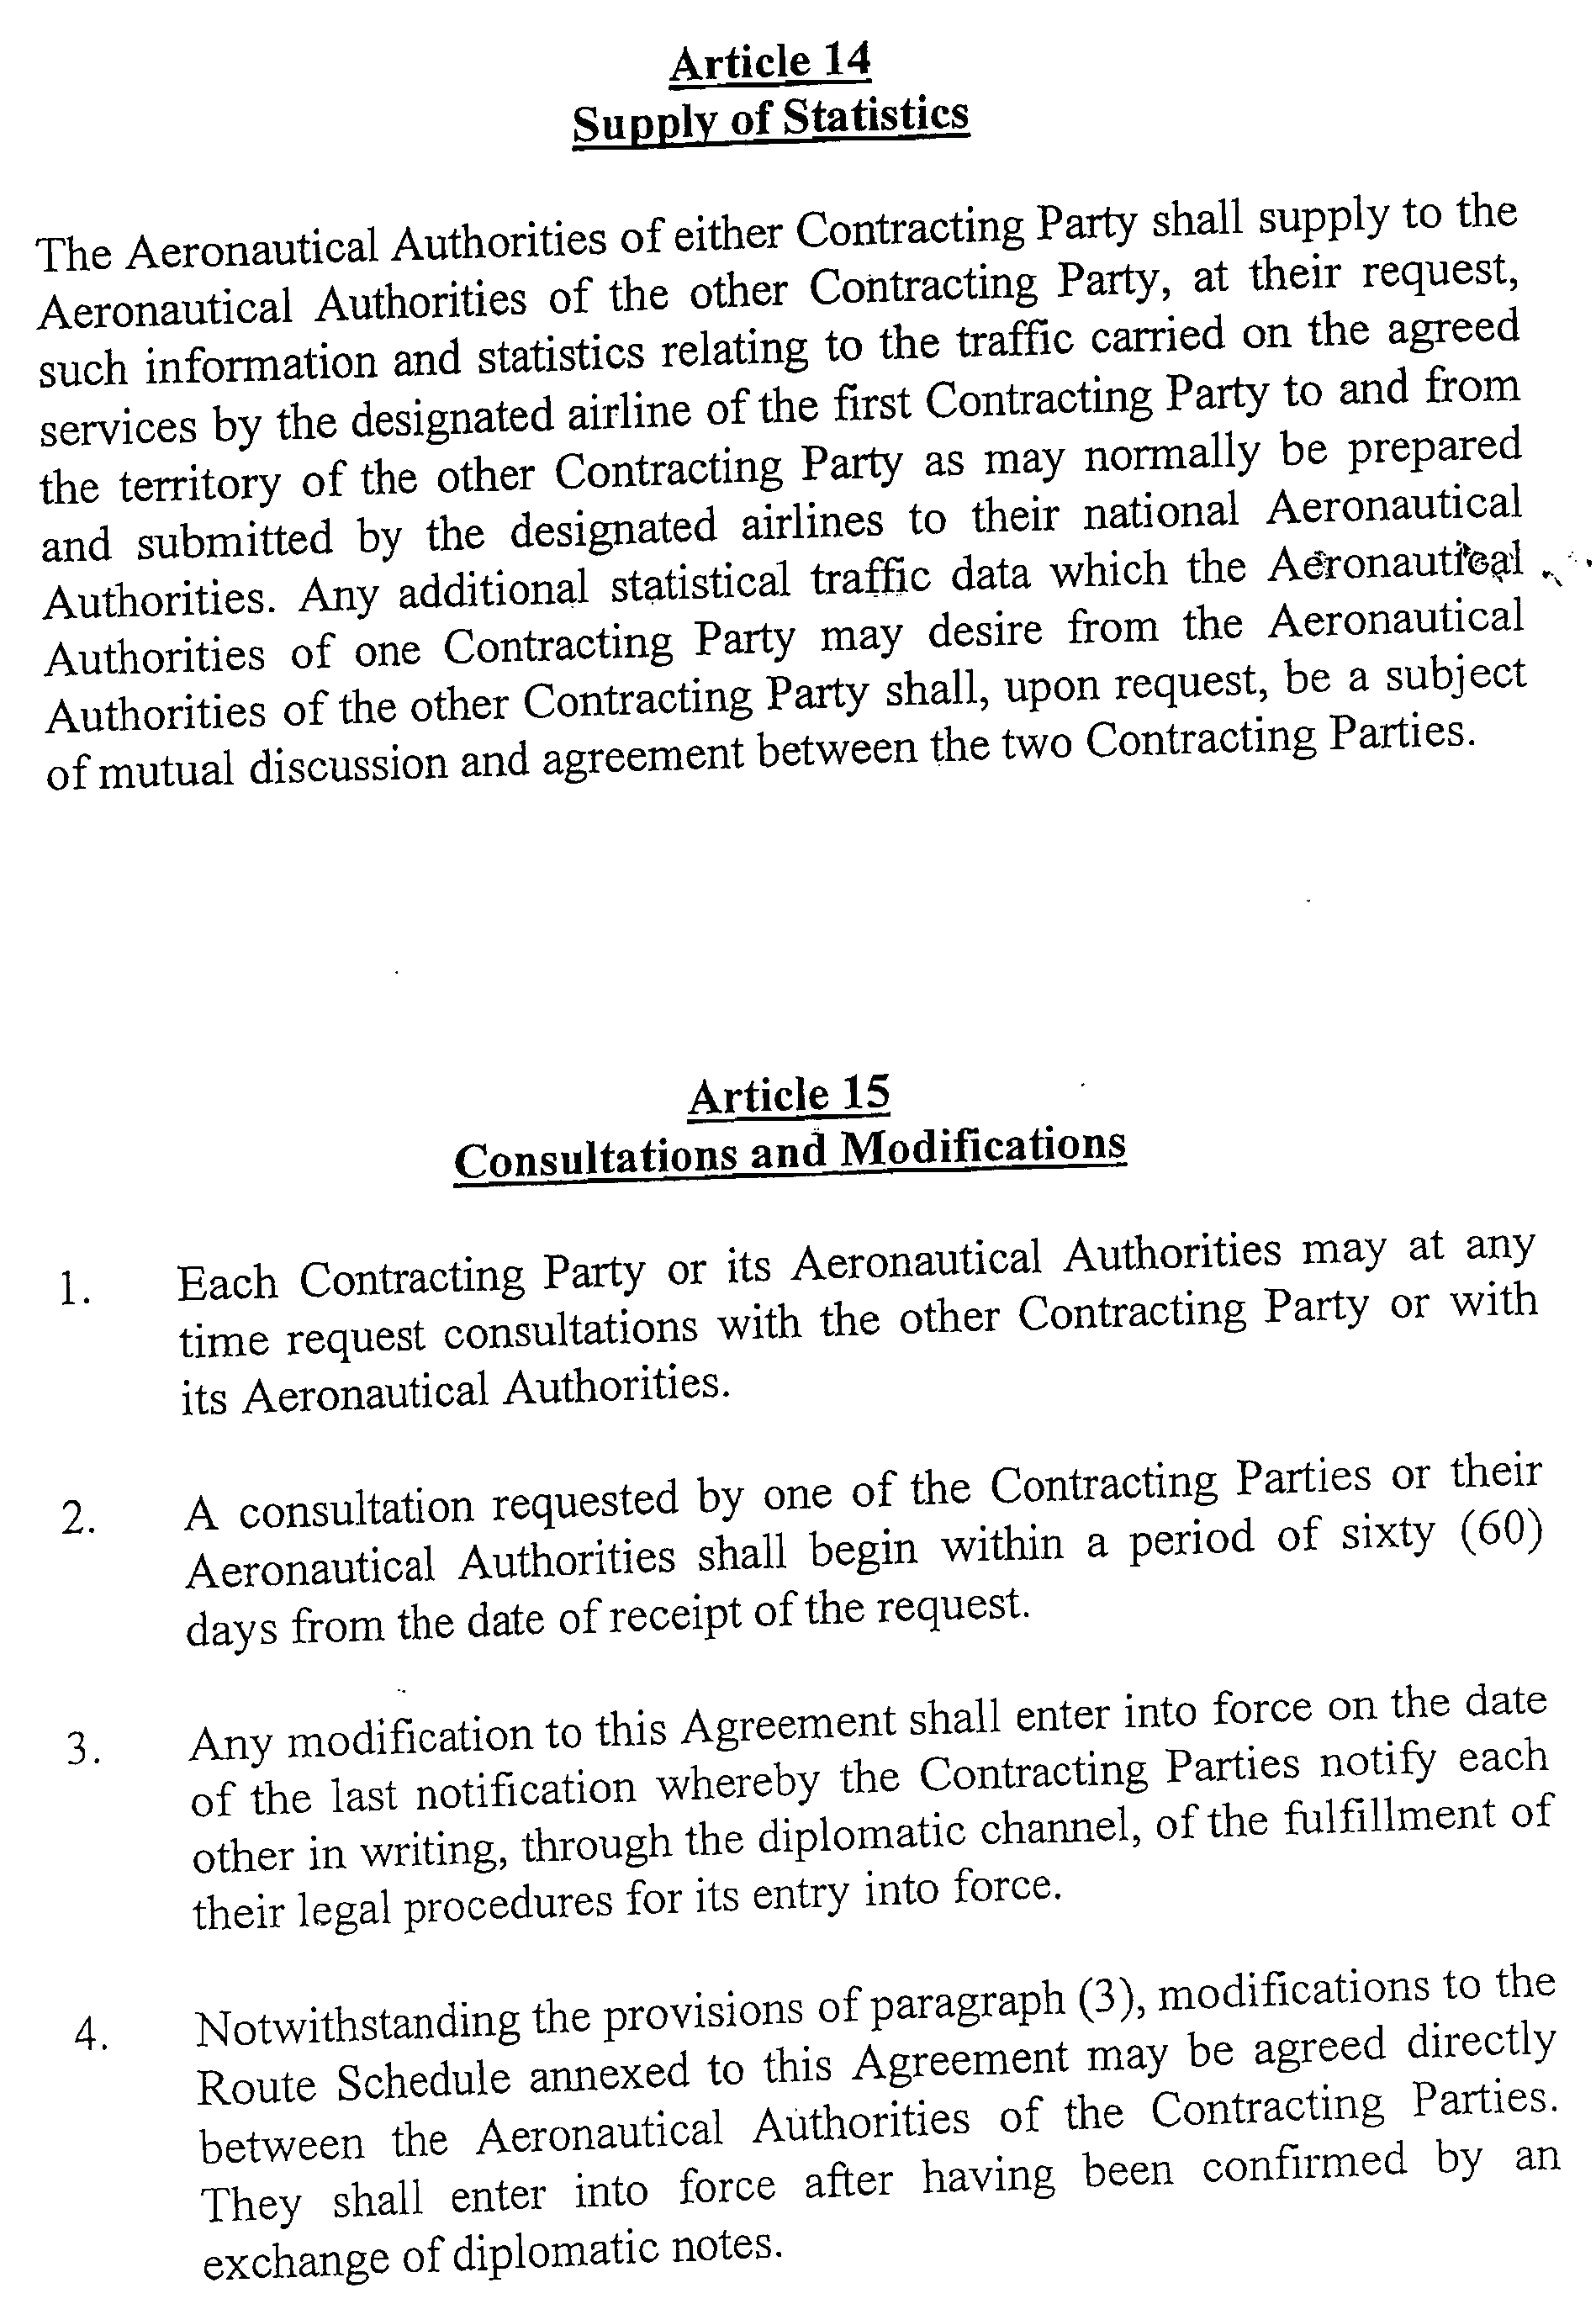 Article 14
Supply of Statistics
The Aeronautical Authorities of either Contracting Party shall supply to the
Aeronautical Authorities of the other Contracting Party, at their request,
such information and statistics relating to the traffic carried on the agreed
services by the designated airline of the first Contracting Party to and from
the territory of the other Contracting Party as may normally be prepared
and submitted by the designated airlines to their national Aeronautical
Authorities. Any additional statistical traffic data which the Aeronautical
Authorities of one Contracting Party may desire from the Aeronautical
Authorities of the other Contracting Party shall, upon request, be a subject
of mutual discussion and agreement between the two Contracting Parties.
Article 15
Consultations and Modifications
1. Each Contracting Party or its Aeronautical Authorities may at any
time request consultations with the other Contracting Party or with
its Aeronautical Authorities.
2. A consultation requested by one of the Contracting Parties or their
Aeronautical Authorities shall begin within a period of sixty (60)
days from the date of receipt of the request.
3. Any modification to this Agreement shall enter into force on the date
of the last notification whereby the Contracting Parties notify each
other in writing, through the diplomatic channel, of the fulfillment of
their legal procedures for its entry into force.
4. Notwithstanding the provisions of paragraph (3), modifications to the
Route Schedule annexed to this Agreement may be agreed directly
between the Aeronautical Authorities of the Contracting Parties.
They shall enter into force after having been confirmed by an
exchange of diplomatic notes.